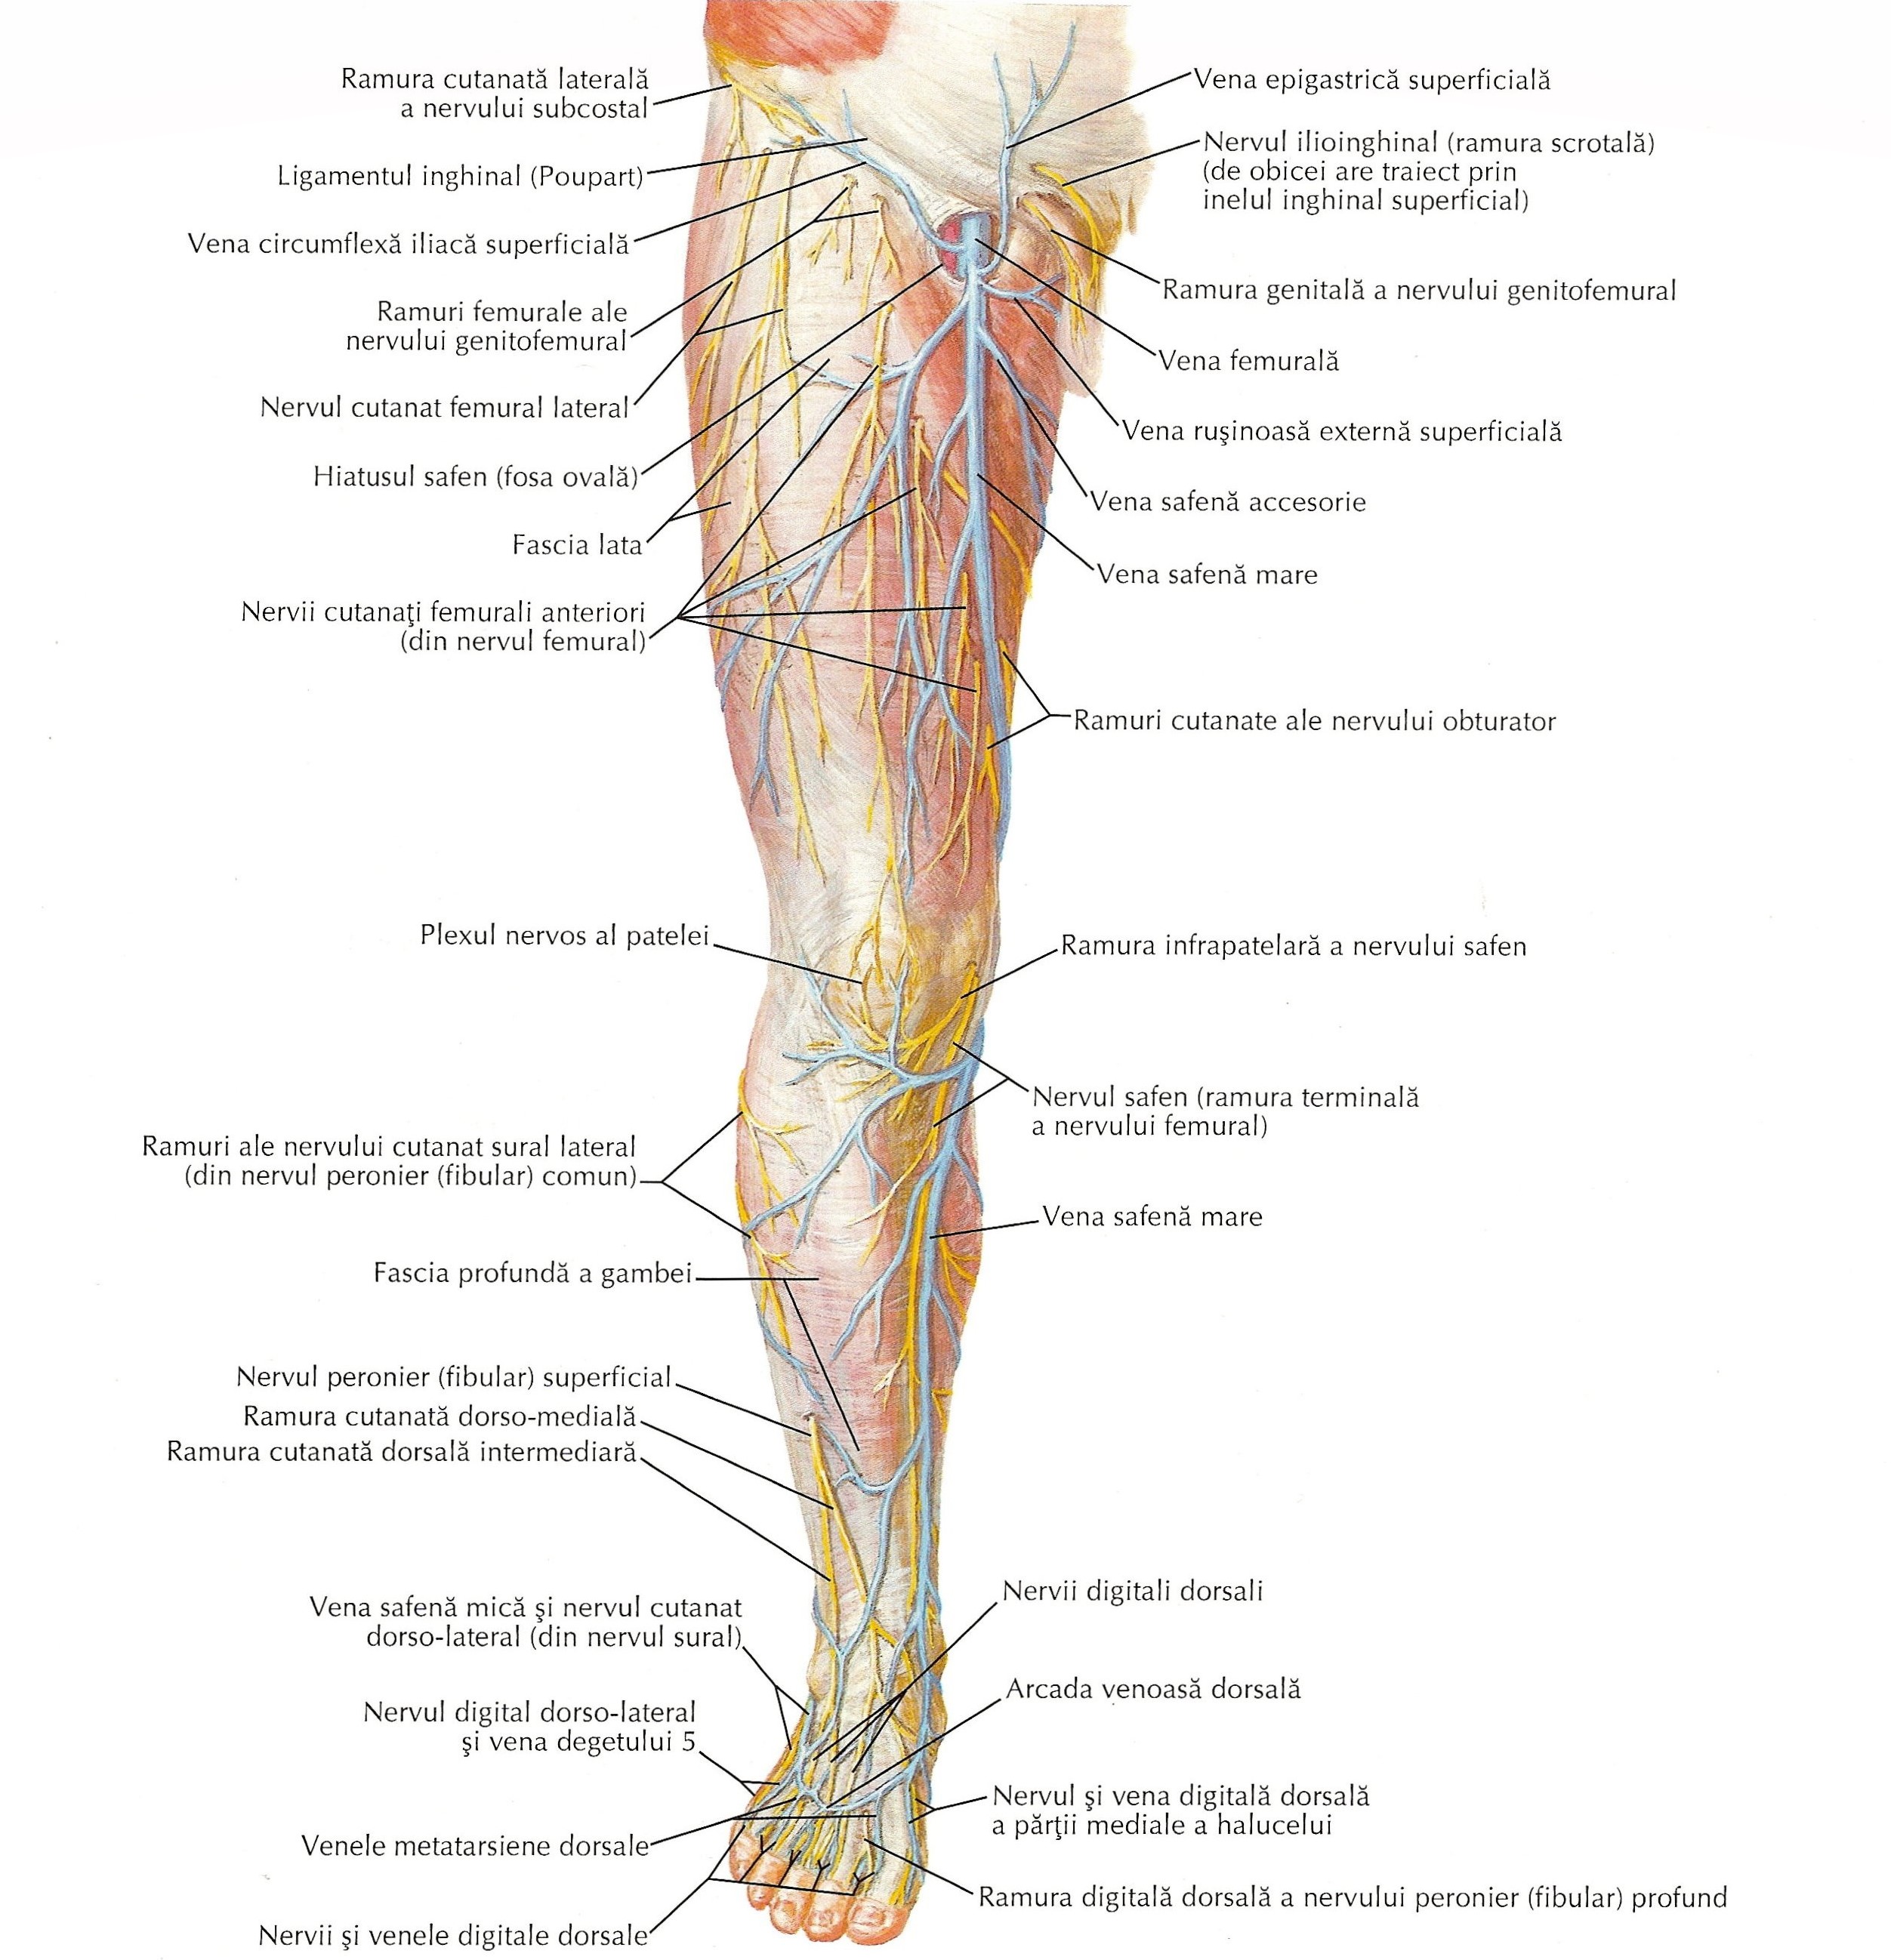 Ramura cutanată laterală
a nervului subcostal
Ligamentul inghinal (Poupart)
Vena circumflexă iliacă superficială
Ramuri femurale ale
nervului genitofemural
Nervul cutanat femural lateral
Hiatusul safen (fosa ovală)
Fascia lata
Nervii cutanaţi femurali anteriori
(din nervul femural)
Plexul nervos al patelei
Ramuri ale nervului cutanat sural lateral
(din nervul peronier (fibular) comun)
Fascia profundă a gambei
Nervul peronier (fibular) superficial
Ramura cutanată dorso-medială
Ramura cutanată dorsală intermediară
Vena safenă mică şi nervul cutanat
dorso-lateral (din nervul sural)
Nervul digital dorso-lateral
şi vena degetului 5
Venele metatarsiene dorsale
Nervii şi venele digitale dorsale
Vena epigastrică superficială
Nervul ilioinghinal (ramura scrotală)
(de obicei are traiect prin
inelul inghinal superficial)
Ramura genitală a nervului genitofemural
Vena femurală
Vena ruşinoasă externă superficială
Vena safenă accesorie
Vena safenă mare
Ramuri cutanate ale nervului obturator
Ramura infrapatelară a nervului safen
Nervul safen (ramura terminală
a nervului femural)
Vena safenă mare
Nervii digitali dorsali
Arcada venoasă dorsală
Nervul şi vena digitală dorsală
a părţii mediale a halucelui
Ramura digitală dorsală a nervului peronier (fibular) profund